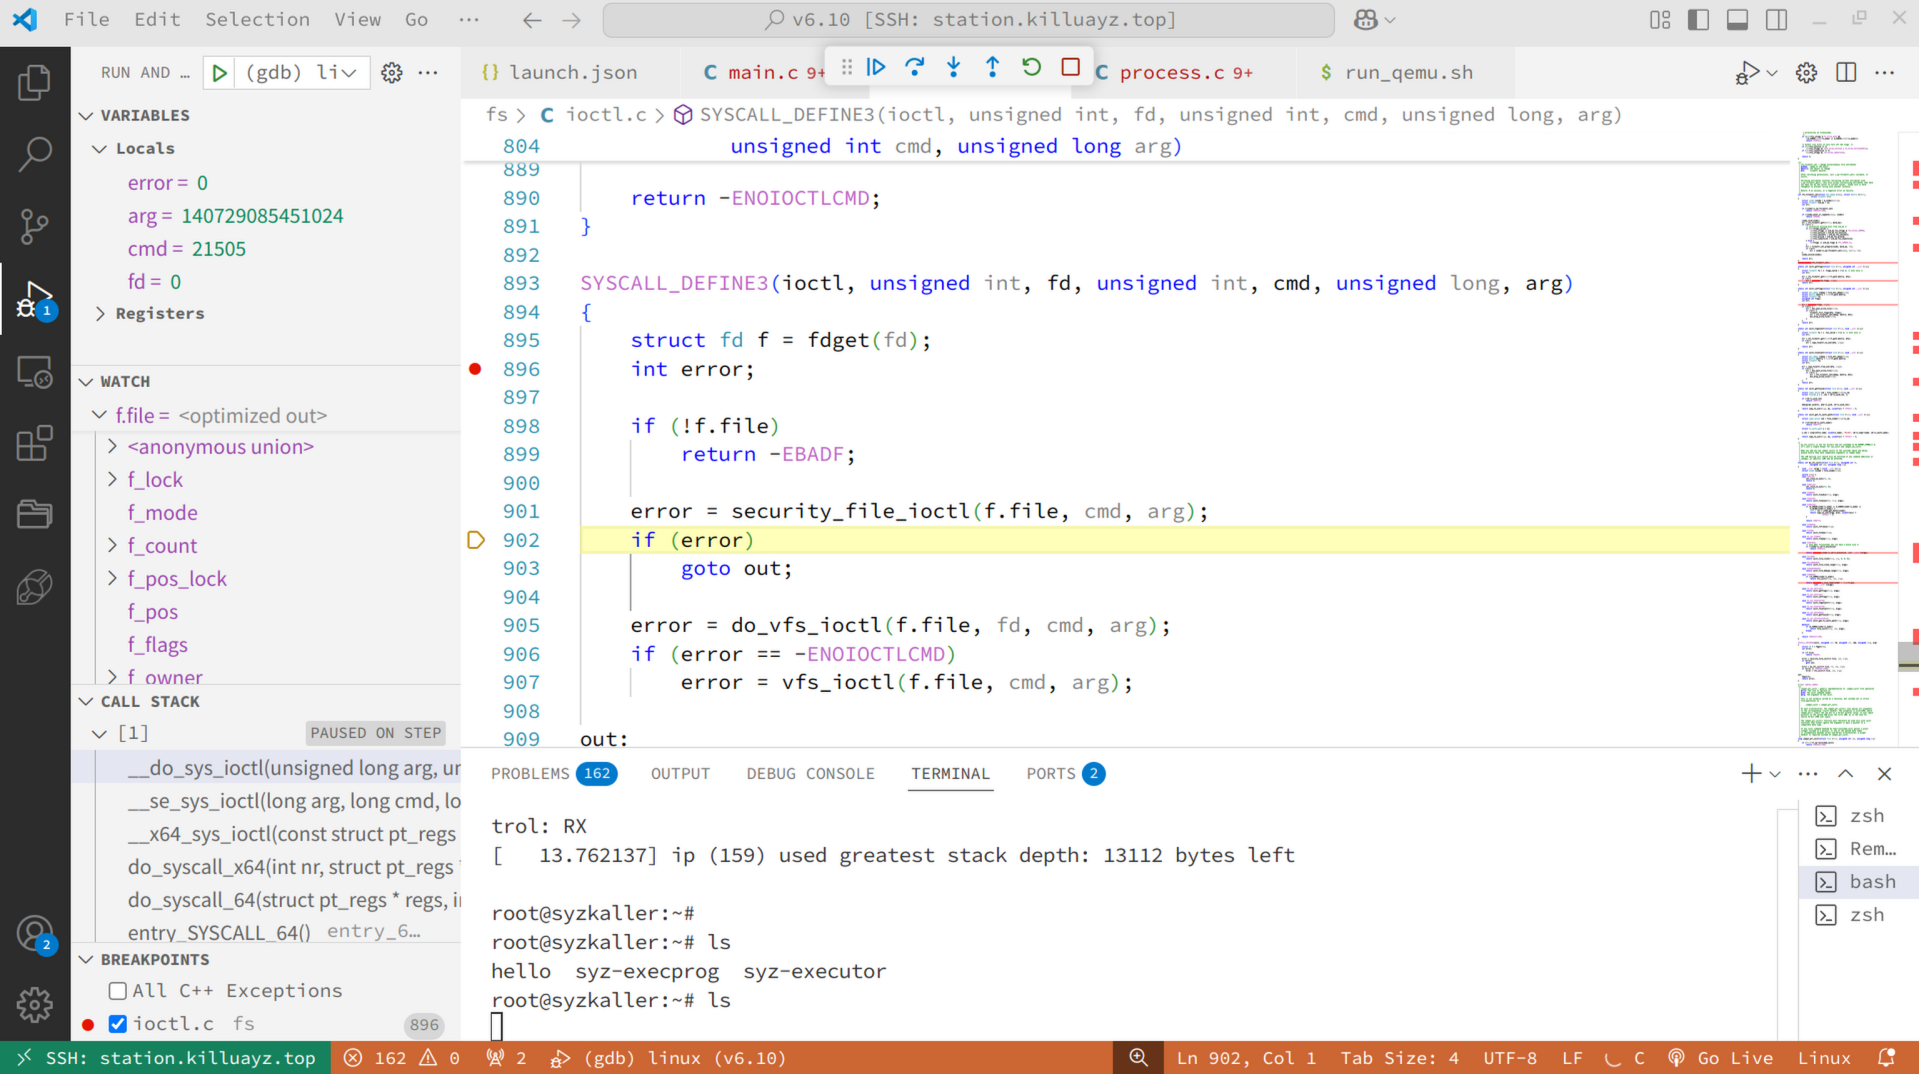 File Edit Selection View Go ··· v6.10 [SSH: station.killuayz.top]
RUN AND ... (gdb) li
launch.json main.c 9+ process.c 9+ run_qemu.sh
fs > C ioctl.c > SYSCALL_DEFINE3(ioctl, unsigned int, fd, unsigned int, cmd, unsigned long, arg)
VARIABLES
Locals
error = 0
arg = 140729085451024
cmd = 21505
fd = 0
Registers
WATCH
f.file = <optimized out>
<anonymous union>
f_lock
f_mode
f_count
f_pos_lock
f_pos
f_flags
f_owner
CALL STACK
[1] PAUSED ON STEP
__do_sys_ioctl(unsigned long arg, ur
__se_sys_ioctl(long arg, long cmd, lo
__x64_sys_ioctl(const struct pt_regs
do_syscall_x64(int nr, struct pt_regs *
do_syscall_64(struct pt_regs * regs, i
entry_SYSCALL_64() entry_6...
BREAKPOINTS
All C++ Exceptions
ioctl.c fs 896
804 unsigned int cmd, unsigned long arg)
889
890 return -ENOIOCTLCMD;
891 }
892
893 SYSCALL_DEFINE3(ioctl, unsigned int, fd, unsigned int, cmd, unsigned long, arg)
894 {
895 struct fd f = fdget(fd);
896 int error;
897
898 if (!f.file)
899 return -EBADF;
900
901 error = security_file_ioctl(f.file, cmd, arg);
902 if (error)
903 goto out;
904
905 error = do_vfs_ioctl(f.file, fd, cmd, arg);
906 if (error == -ENOIOCTLCMD)
907 error = vfs_ioctl(f.file, cmd, arg);
908
909 out:
PROBLEMS 162 OUTPUT DEBUG CONSOLE TERMINAL PORTS 2
trol: RX
[ 13.762137] ip (159) used greatest stack depth: 13112 bytes left
root@syzkaller:~#
root@syzkaller:~# ls
hello syz-execprog syz-executor
root@syzkaller:~# ls
zsh
Rem...
bash
zsh
1
2
SSH: station.killuayz.top 162 0 2 (gdb) linux (v6.10) Ln 902, Col 1 Tab Size: 4 UTF-8 LF C Go Live Linux